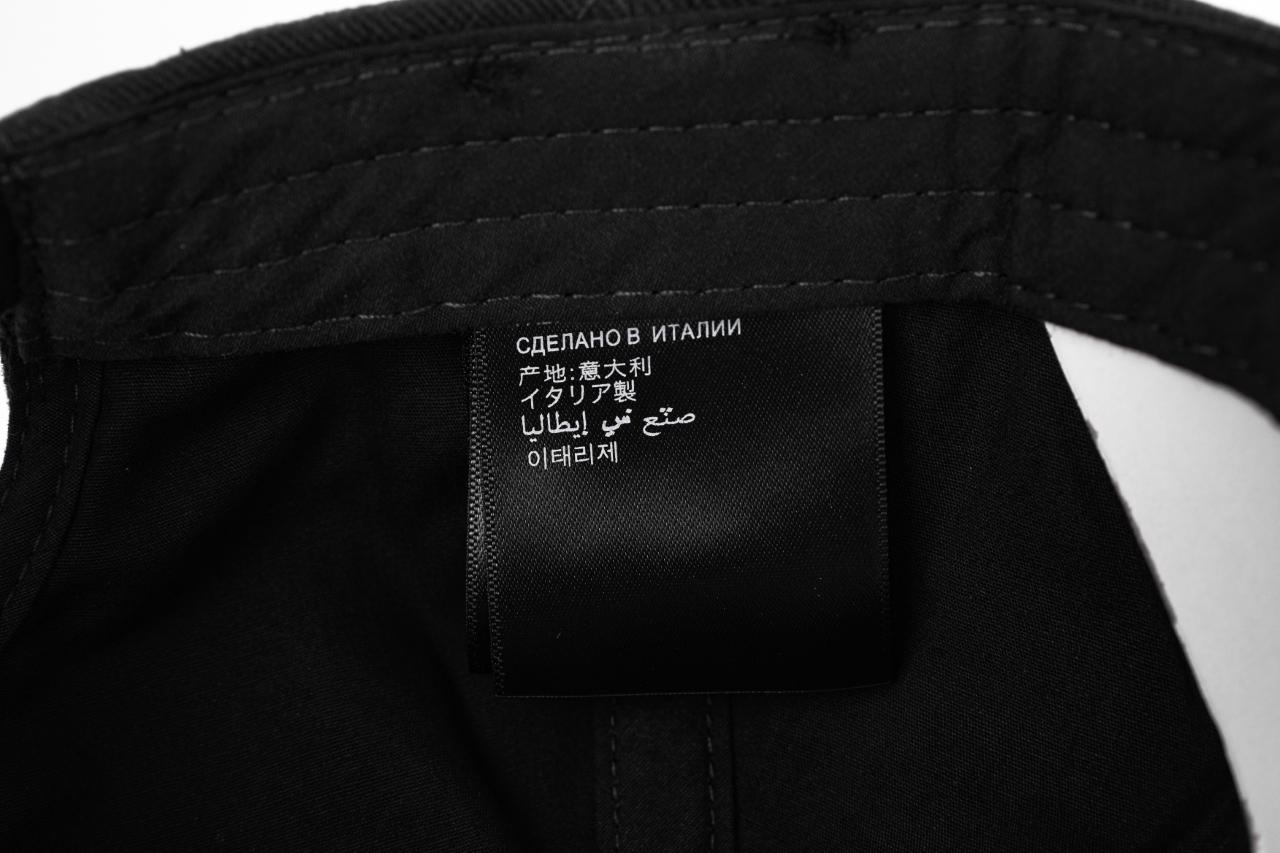 СДЕЛАНО В ИТАЛИИ
产地:意大利
イタリア製
صنع في إيطاليا
이태리제